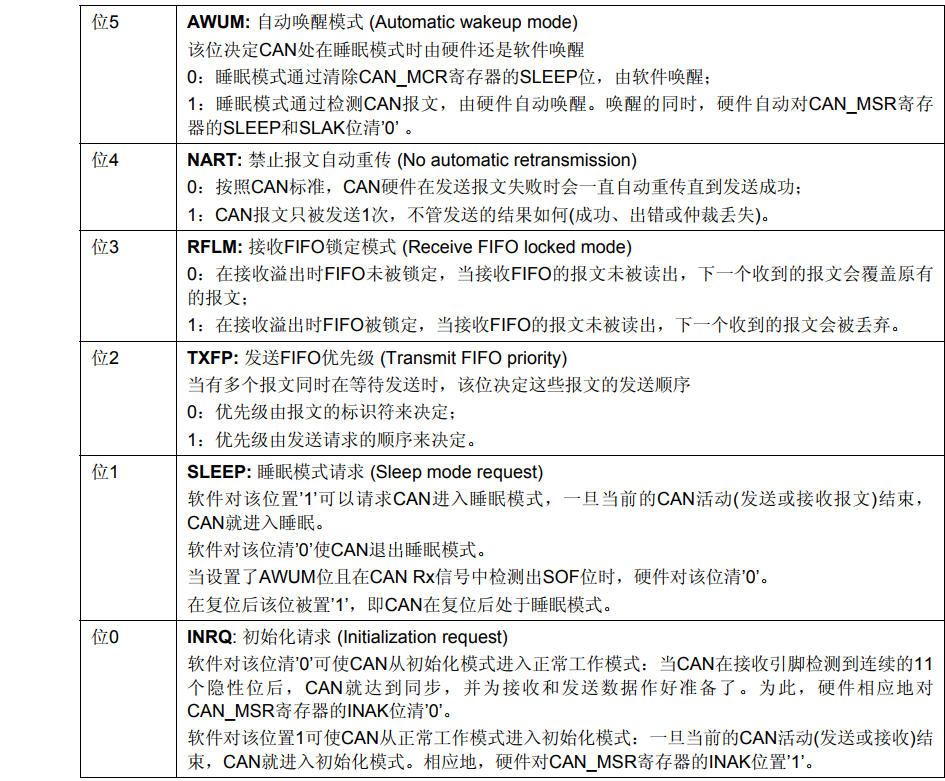 位5
AWUM: 自动唤醒模式 (Automatic wakeup mode)
该位决定CAN处在睡眠模式时由硬件还是软件唤醒
0：睡眠模式通过清除CAN_MCR寄存器的SLEEP位，由软件唤醒；
1：睡眠模式通过检测CAN报文，由硬件自动唤醒。唤醒的同时，硬件自动对CAN_MSR寄存
器的SLEEP和SLAK位清’0’ 。
位4
NART: 禁止报文自动重传 (No automatic retransmission)
0：按照CAN标准，CAN硬件在发送报文失败时会一直自动重传直到发送成功；
1：CAN报文只被发送1次，不管发送的结果如何(成功、出错或仲裁丢失)。
位3
RFLM: 接收FIFO锁定模式 (Receive FIFO locked mode)
0：在接收溢出时FIFO未被锁定，当接收FIFO的报文未被读出，下一个收到的报文会覆盖原有
的报文；
1：在接收溢出时FIFO被锁定，当接收FIFO的报文未被读出，下一个收到的报文会被丢弃。
位2
TXFP: 发送FIFO优先级 (Transmit FIFO priority)
当有多个报文同时在等待发送时，该位决定这些报文的发送顺序
0：优先级由报文的标识符来决定；
1：优先级由发送请求的顺序来决定。
位1
SLEEP: 睡眠模式请求 (Sleep mode request)
软件对该位置’1’可以请求CAN进入睡眠模式，一旦当前的CAN活动(发送或接收报文)结束，
CAN就进入睡眠。
软件对该位清’0’使CAN退出睡眠模式。
当设置了AWUM位且在CAN Rx信号中检测出SOF位时，硬件对该位清’0’。
在复位后该位被置’1’，即CAN在复位后处于睡眠模式。
位0
INRQ: 初始化请求 (Initialization request)
软件对该位清’0’可使CAN从初始化模式进入正常工作模式：当CAN在接收引脚检测到连续的11
个隐性位后，CAN就达到同步，并为接收和发送数据作好准备了。为此，硬件相应地对
CAN_MSR寄存器的INAK位清’0’。
软件对该位置1可使CAN从正常工作模式进入初始化模式：一旦当前的CAN活动(发送或接收)结
束，CAN就进入初始化模式。相应地，硬件对CAN_MSR寄存器的INAK位置’1’。